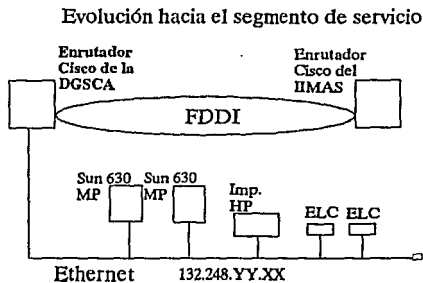 Evolución hacia el segmento de servicio
Enrutador
Cisco de la
DGSCA
Enrutador
Cisco del
IIMAS
FDDI
Sun 630
MP
Sun 630
MP
Imp.
HP
ELC
ELC
Ethernet
132.248.YY.XX